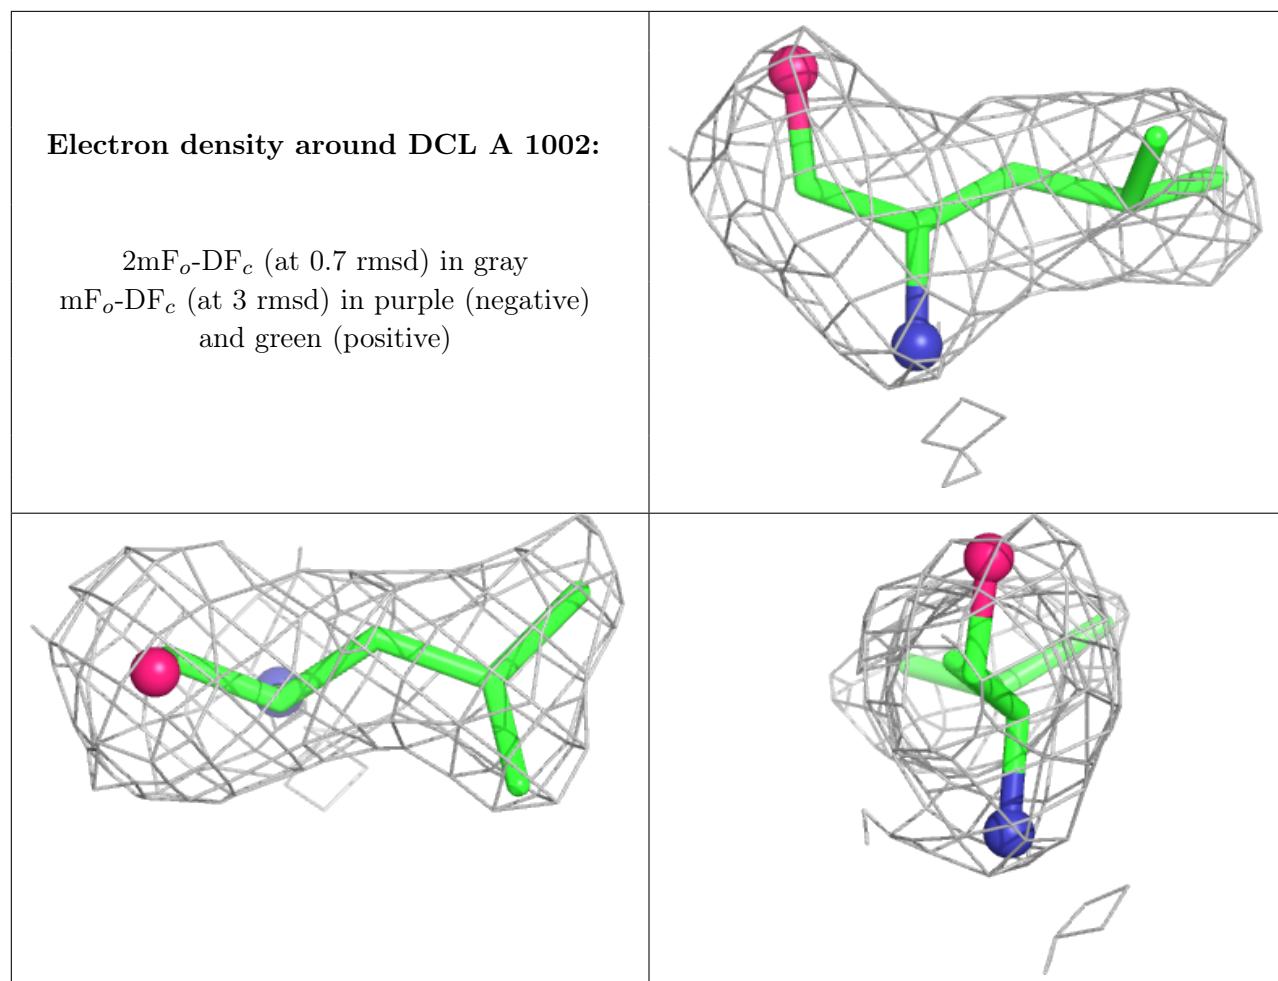 Electron density around DCL A 1002:
2mFo-DFc (at 0.7 rmsd) in gray
mFo-DFc (at 3 rmsd) in purple (negative)
and green (positive)